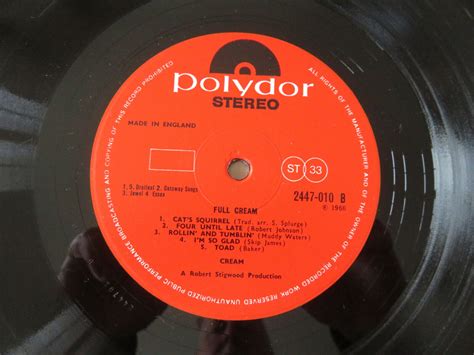 polydor
STEREO
MADE IN ENGLAND
ST 33
1. S. Dratleaf 2. Gateway Songs
3. Jewel 4. Essex
2447-010 B
℗ 1966
FULL CREAM
1. CAT'S SQUIRREL (Trad. arr. S. Splurge)
2. FOUR UNTIL LATE (Robert Johnson)
3. ROLLIN' AND TUMBLIN' (Muddy Waters)
4. I'M SO GLAD (Skip James)
5. TOAD (Baker)
CREAM
A Robert Stigwood Production
ALL RIGHTS OF THE MANUFACTURER AND OF THE OWNER OF THE RECORDED WORK RESERVED UNAUTHORIZED PUBLIC PERFORMANCE BROADCASTING AND COPYING OF THIS RECORD PROHIBITED